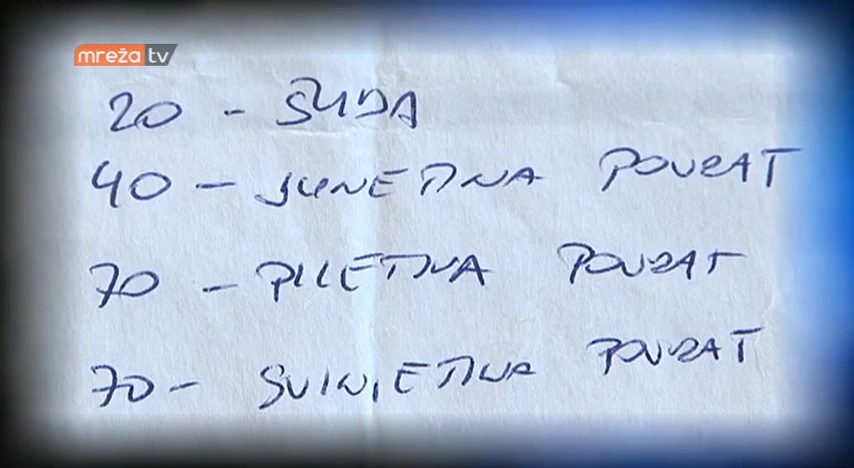 mreža tv
20 - SUDA
40 - JUNETINA POVRAT
70 - PILETINA POVRAT
70 - SVINJETINA POVRAT